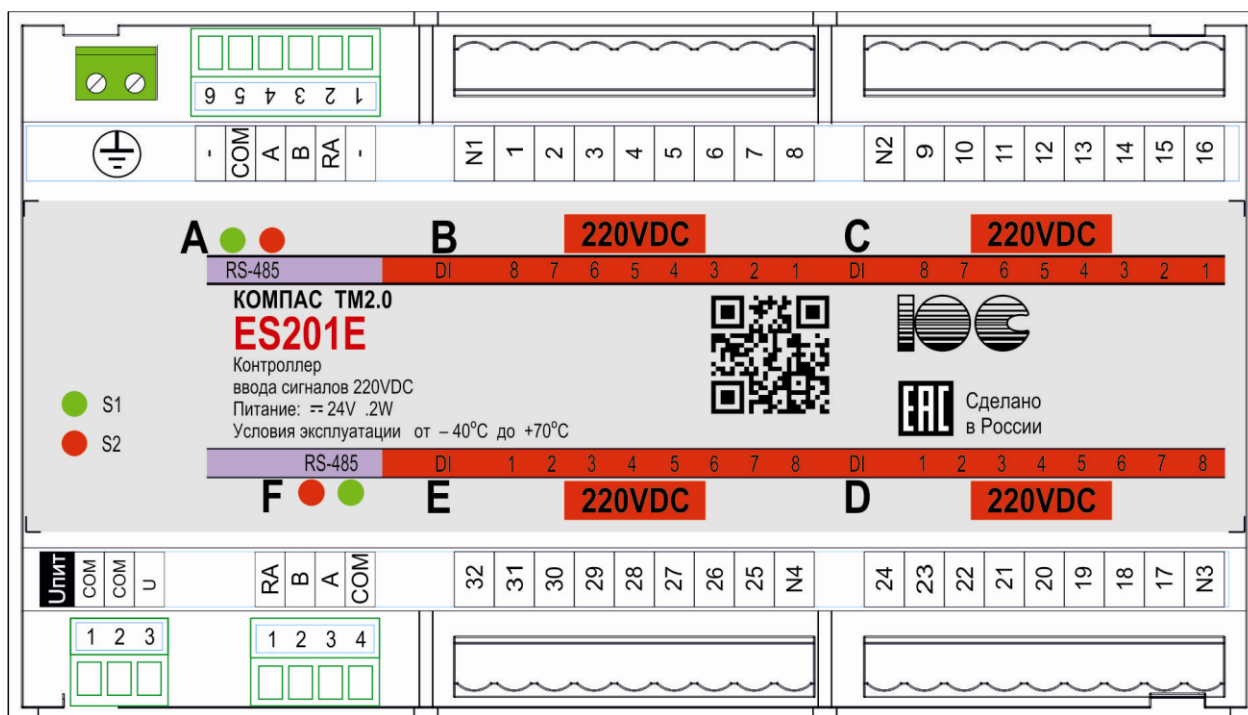 6 5 4 3 2 1
- COM A B RA -
N1 1 2 3 4 5 6 7 8
N2 9 10 11 12 13 14 15 16
A B 220VDC C 220VDC
RS-485 DI 8 7 6 5 4 3 2 1 DI 8 7 6 5 4 3 2 1
КОМПАС ТМ2.0
ES201E
Контроллер
ввода сигналов 220VDC
Питание: ⎓ 24V .2W
Условия эксплуатации от – 40°C до +70°C
ЮС
EAC
Сделано
в России
S1
S2
RS-485 DI 1 2 3 4 5 6 7 8 DI 1 2 3 4 5 6 7 8
F E 220VDC D 220VDC
Uпит COM COM U
RA B A COM
32 31 30 29 28 27 26 25 N4
24 23 22 21 20 19 18 17 N3
1 2 3
1 2 3 4